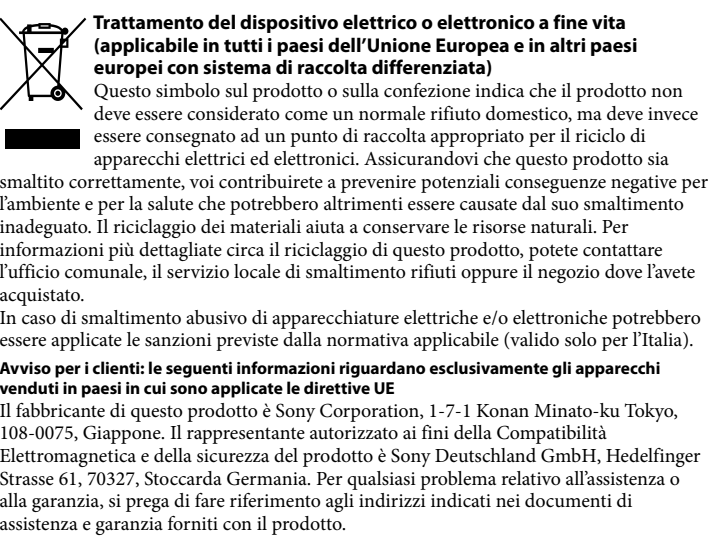 Trattamento del dispositivo elettrico o elettronico a fine vita
(applicabile in tutti i paesi dell’Unione Europea e in altri paesi
europei con sistema di raccolta differenziata)
Questo simbolo sul prodotto o sulla confezione indica che il prodotto non
deve essere considerato come un normale rifiuto domestico, ma deve invece
essere consegnato ad un punto di raccolta appropriato per il riciclo di
apparecchi elettrici ed elettronici. Assicurandovi che questo prodotto sia
smaltito correttamente, voi contribuirete a prevenire potenziali conseguenze negative per
l’ambiente e per la salute che potrebbero altrimenti essere causate dal suo smaltimento
inadeguato. Il riciclaggio dei materiali aiuta a conservare le risorse naturali. Per
informazioni più dettagliate circa il riciclaggio di questo prodotto, potete contattare
l’ufficio comunale, il servizio locale di smaltimento rifiuti oppure il negozio dove l’avete
acquistato.
In caso di smaltimento abusivo di apparecchiature elettriche e/o elettroniche potrebbero
essere applicate le sanzioni previste dalla normativa applicabile (valido solo per l’Italia).
Avviso per i clienti: le seguenti informazioni riguardano esclusivamente gli apparecchi
venduti in paesi in cui sono applicate le direttive UE
Il fabbricante di questo prodotto è Sony Corporation, 1-7-1 Konan Minato-ku Tokyo,
108-0075, Giappone. Il rappresentante autorizzato ai fini della Compatibilità
Elettromagnetica e della sicurezza del prodotto è Sony Deutschland GmbH, Hedelfinger
Strasse 61, 70327, Stoccarda Germania. Per qualsiasi problema relativo all’assistenza o
alla garanzia, si prega di fare riferimento agli indirizzi indicati nei documenti di
assistenza e garanzia forniti con il prodotto.